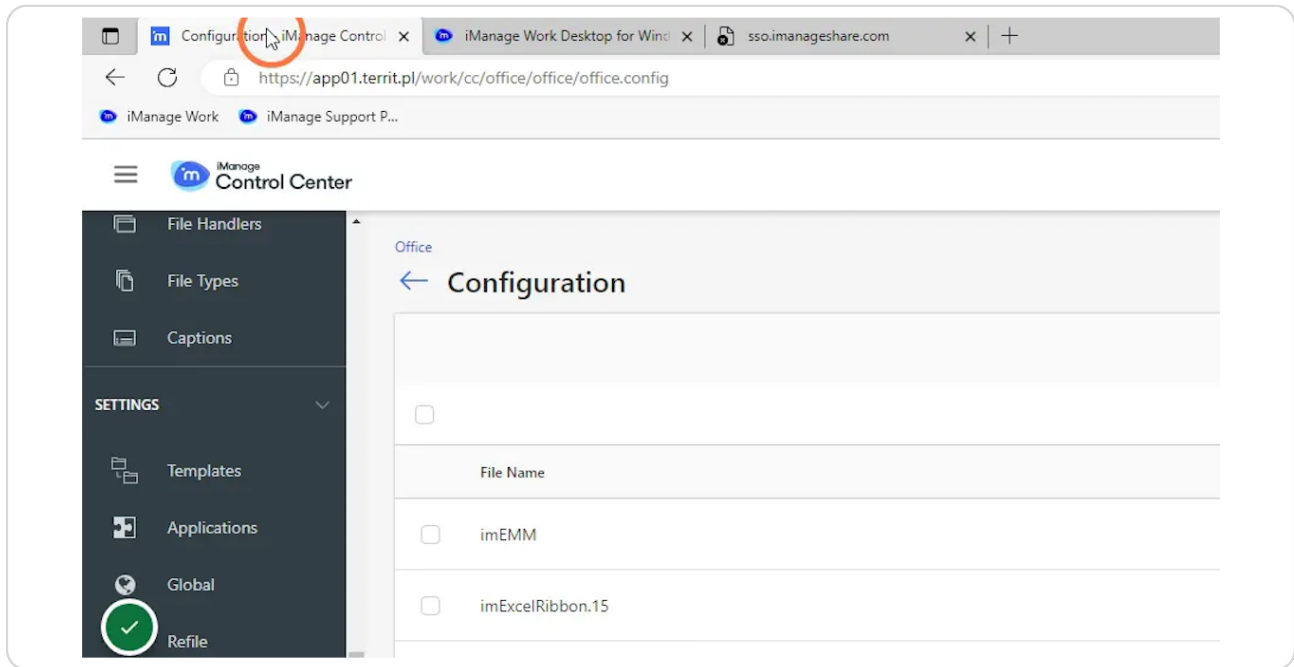 Configuration - iManage Control
iManage Work Desktop for Wind
sso.imanageshare.com
https://app01.territ.pl/work/cc/office/office/office.config
iManage Work
iManage Support P...
iManage
Control Center
File Handlers
File Types
Captions
SETTINGS
Templates
Applications
Global
Refile
Office
Configuration
File Name
imEMM
imExcelRibbon.15